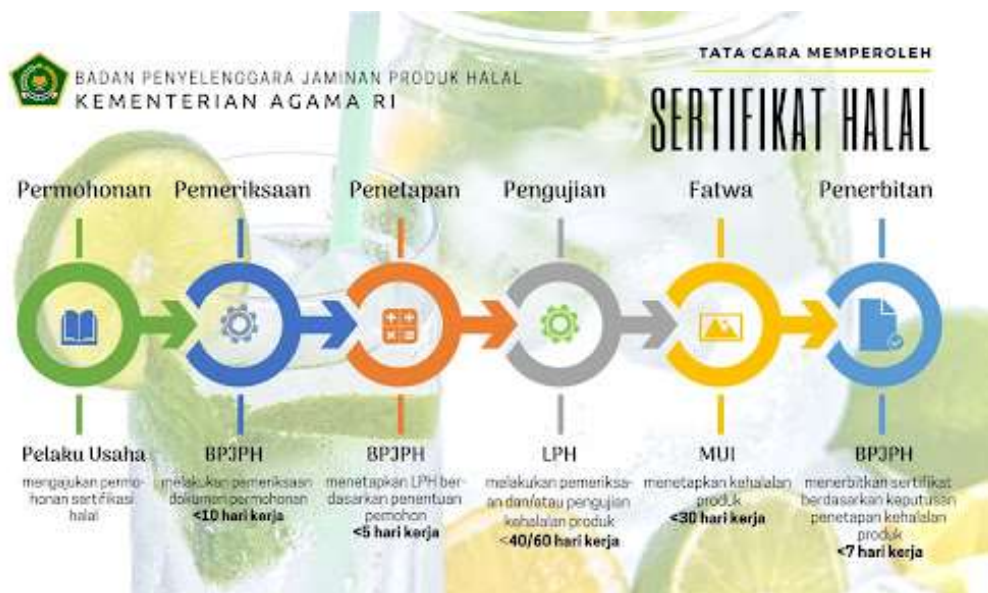 BADAN PENYELENGGARA JAMINAN PRODUK HALAL
KEMENTERIAN AGAMA RI
TATA CARA MEMPEROLEH
SERTIFIKAT HALAL
Permohonan
Pemeriksaan
Penetapan
Pengujian
Fatwa
Penerbitan
Pelaku Usaha
mengajukan permo-
honan sertifikasi
halal
BPJPH
melakukan pemeriksaan
dokumen permohonan
<10 hari kerja
BPJPH
menetapkan LPH ber-
dasarkan penentuan
pemohon
<5 hari kerja
LPH
melakukan pemeriksa-
an dan/atau pengujian
kehalalan produk
<40/60 hari kerja
MUI
menetapkan kehalalan
produk
<30 hari kerja
BPJPH
menerbitkan sertifikat
berdasarkan keputusan
penetapan kehalalan
produk
<7 hari kerja